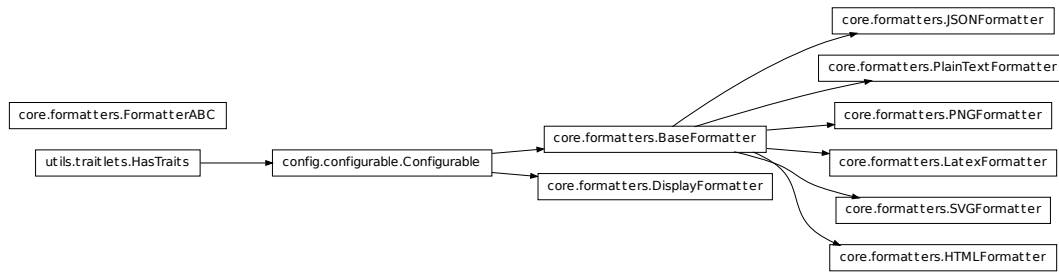 core.formatters.JSONFormatter
core.formatters.PlainTextFormatter
core.formatters.FormatterABC
core.formatters.PNGFormatter
core.formatters.BaseFormatter
utils.traitlets.HasTraits
config.configurable.Configurable
core.formatters.LatexFormatter
core.formatters.DisplayFormatter
core.formatters.SVGFormatter
core.formatters.HTMLFormatter